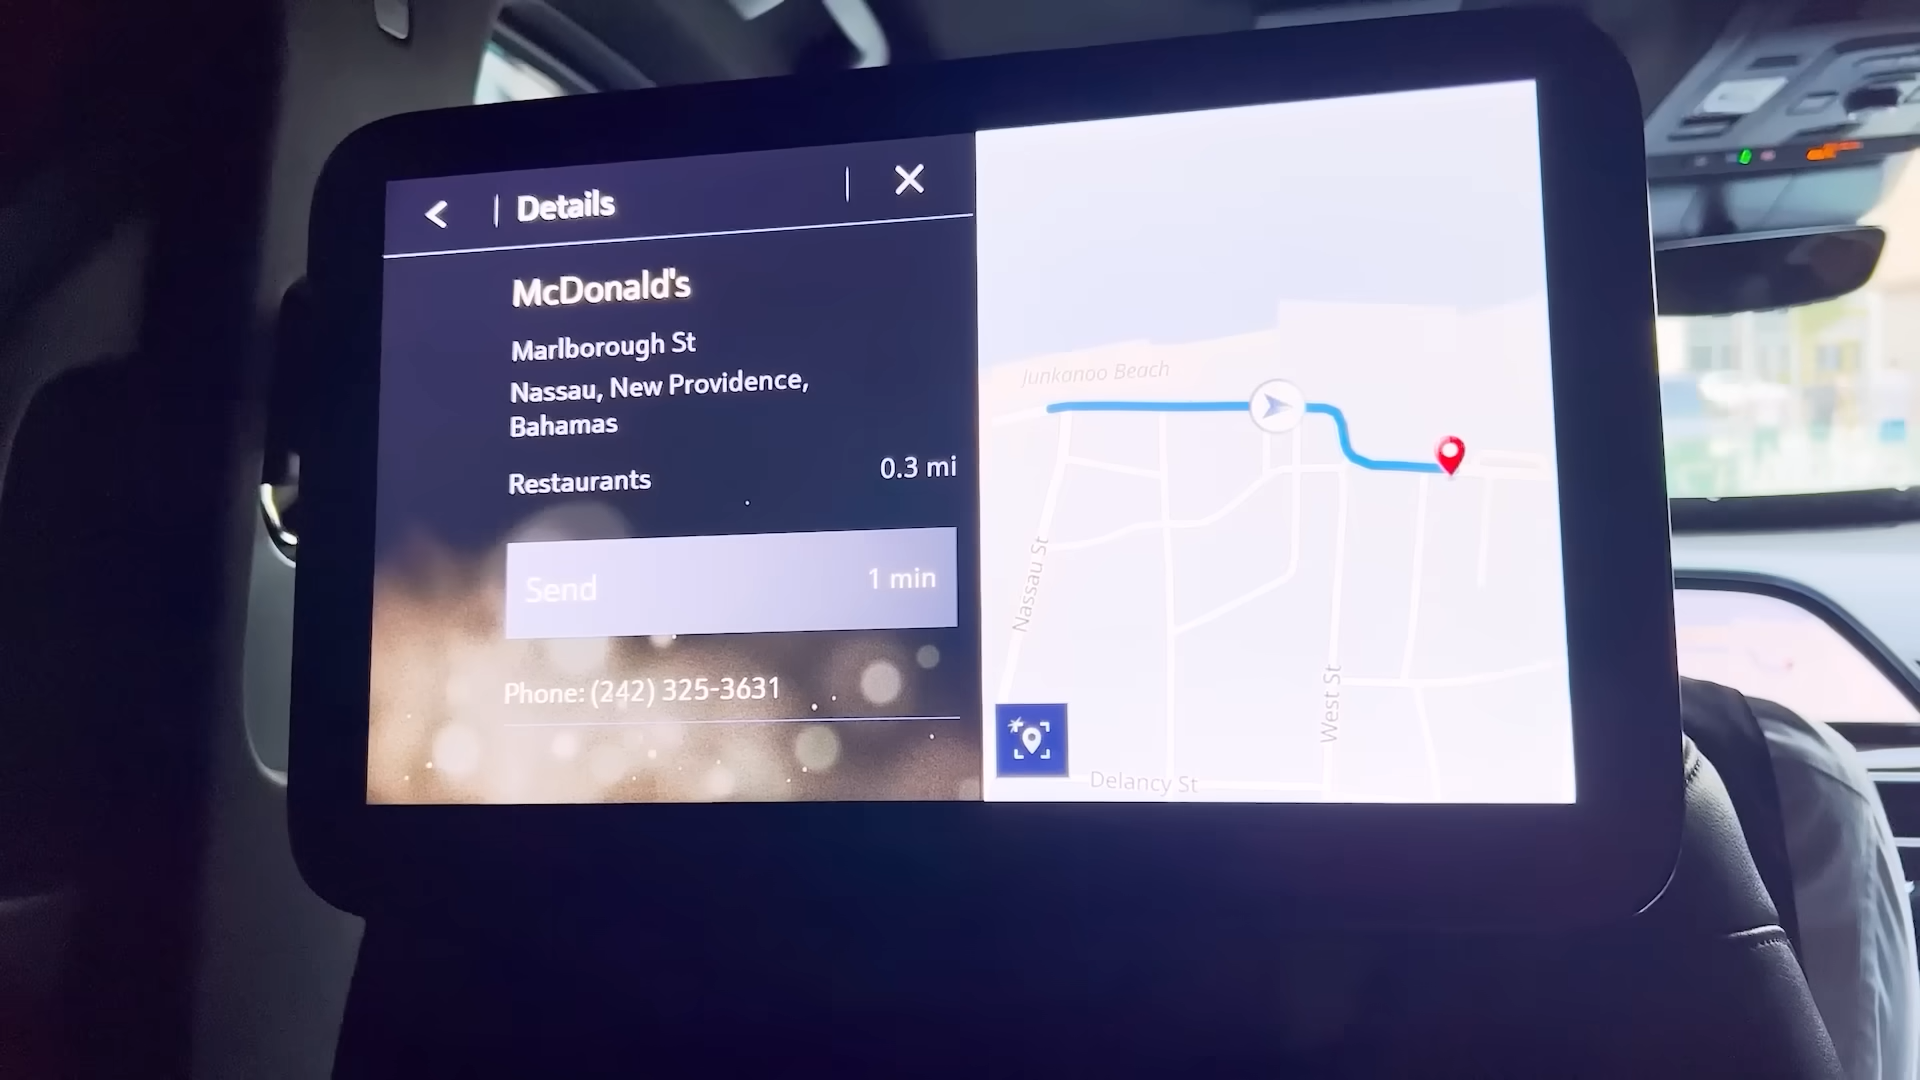 Details
McDonald's
Marlborough St
Nassau, New Providence,
Bahamas
Restaurants 0.3 mi
Send 1 min
Phone: (242) 325-3631
Junkanoo Beach
Nassau St
West St
Delancy St